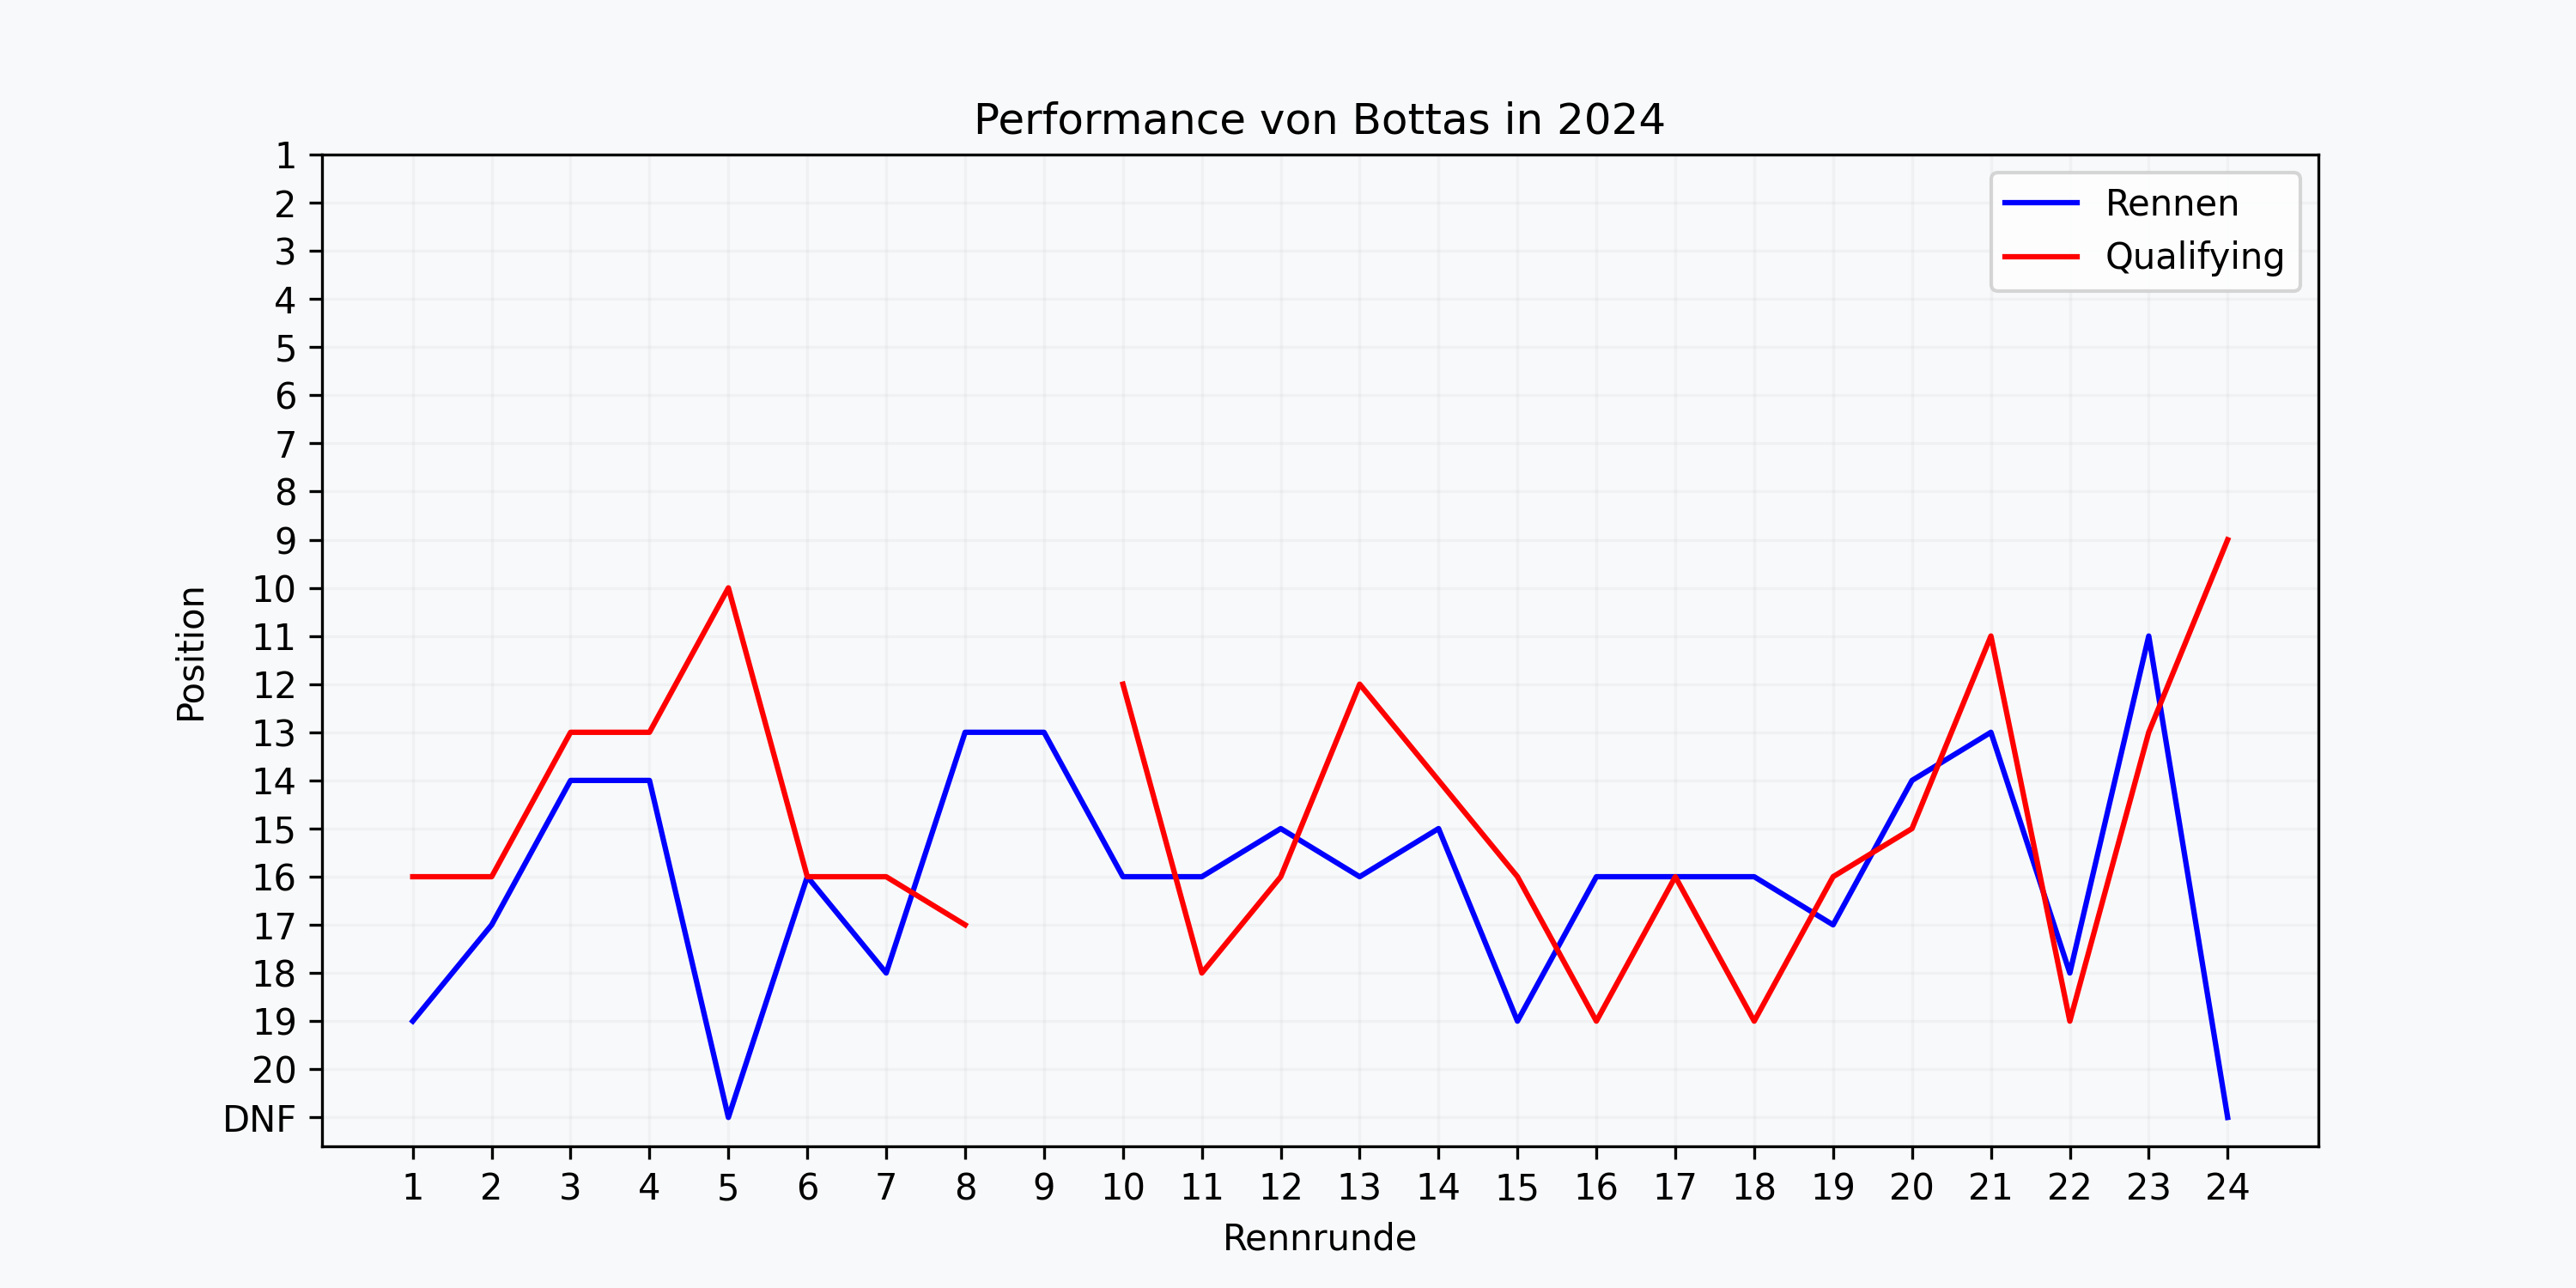 Performance von Bottas in 2024
1
2
3
4
5
6
7
8
9
10
11
12
13
14
15
16
17
18
19
20
DNF
Position
Rennen
Qualifying
1 2 3 4 5 6 7 8 9 10 11 12 13 14 15 16 17 18 19 20 21 22 23 24
Rennrunde